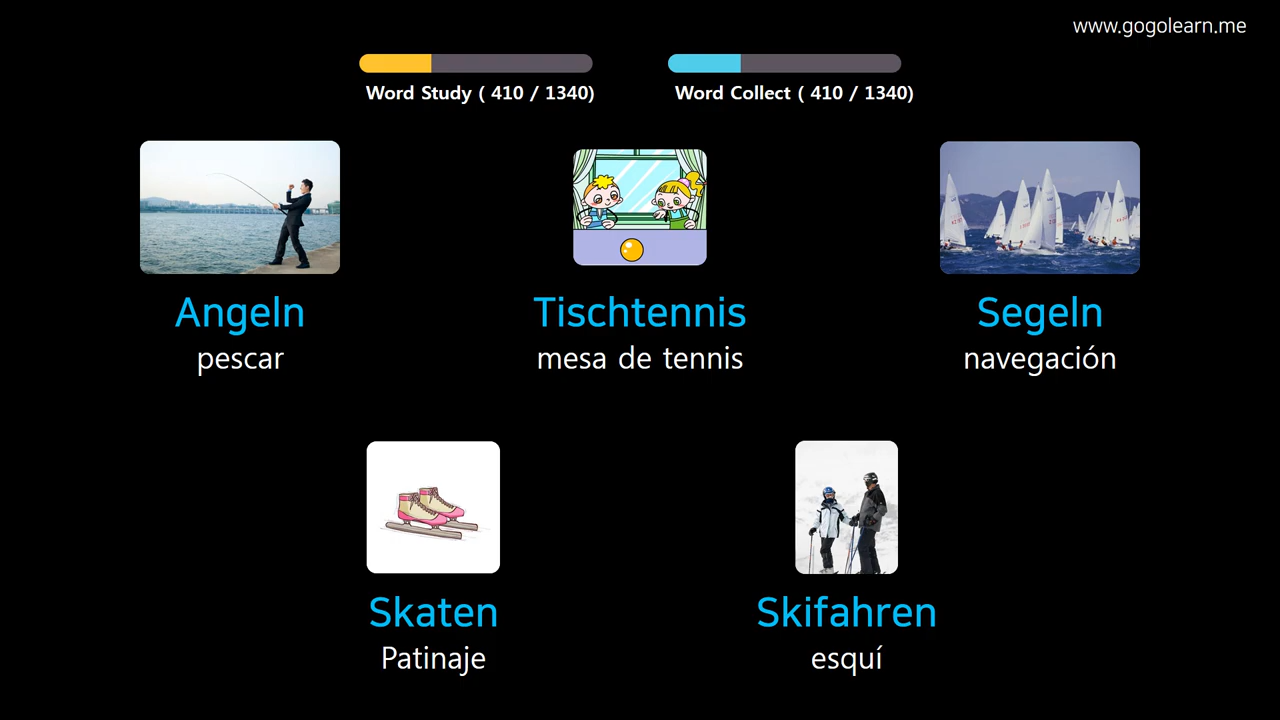 www.gogolearn.me
Word Study ( 410 / 1340)
Word Collect ( 410 / 1340)
Angeln
pescar
Tischtennis
mesa de tennis
Segeln
navegación
Skaten
Patinaje
Skifahren
esquí